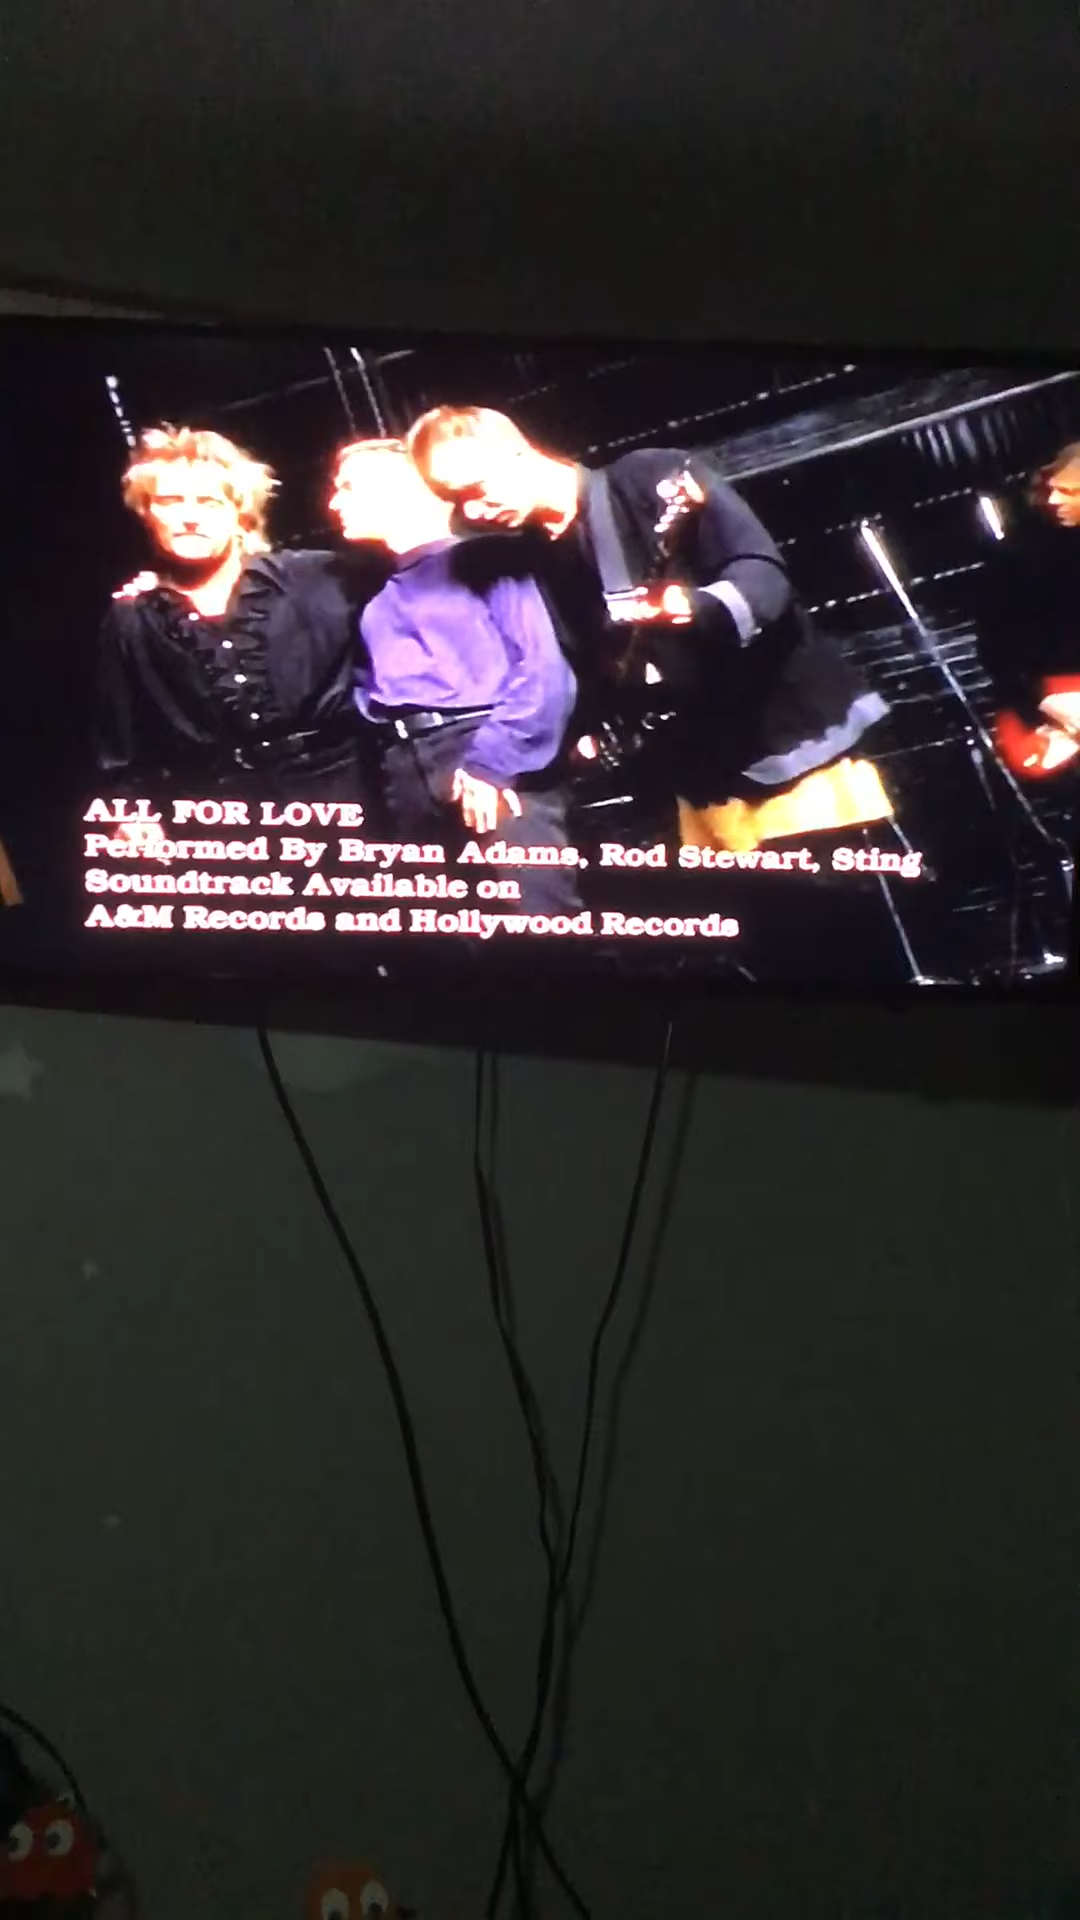 ALL FOR LOVE
Performed By Bryan Adams, Rod Stewart, Sting
Soundtrack Available on
A&M Records and Hollywood Records